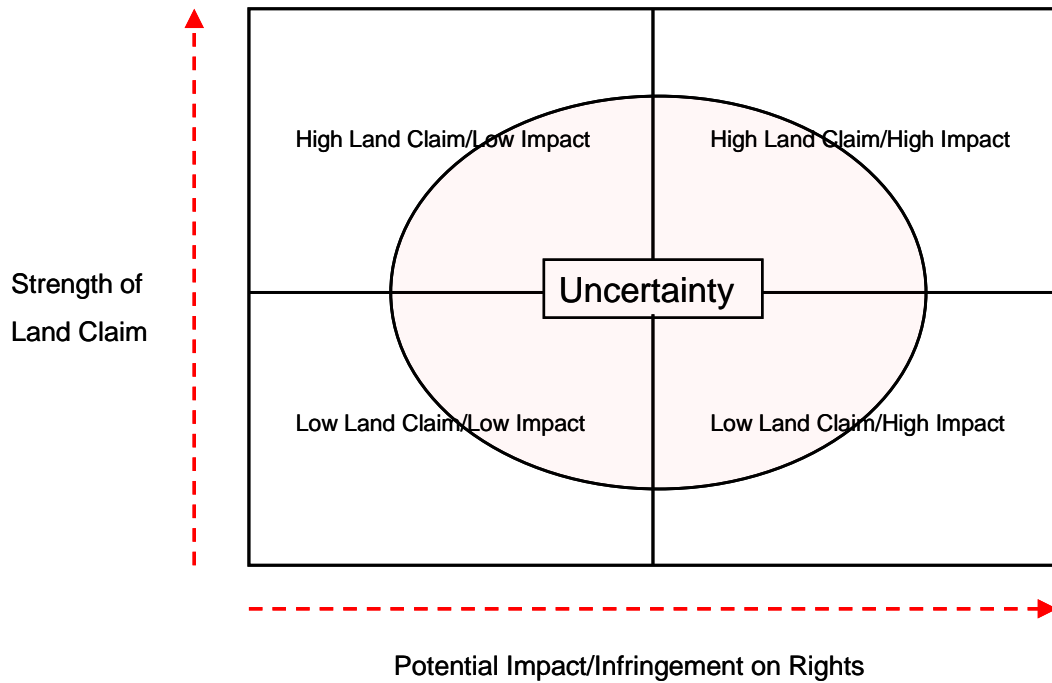 High Land Claim/Low Impact
High Land Claim/High Impact
Strength of
Land Claim
Uncertainty
Low Land Claim/Low Impact
Low Land Claim/High Impact
Potential Impact/Infringement on Rights